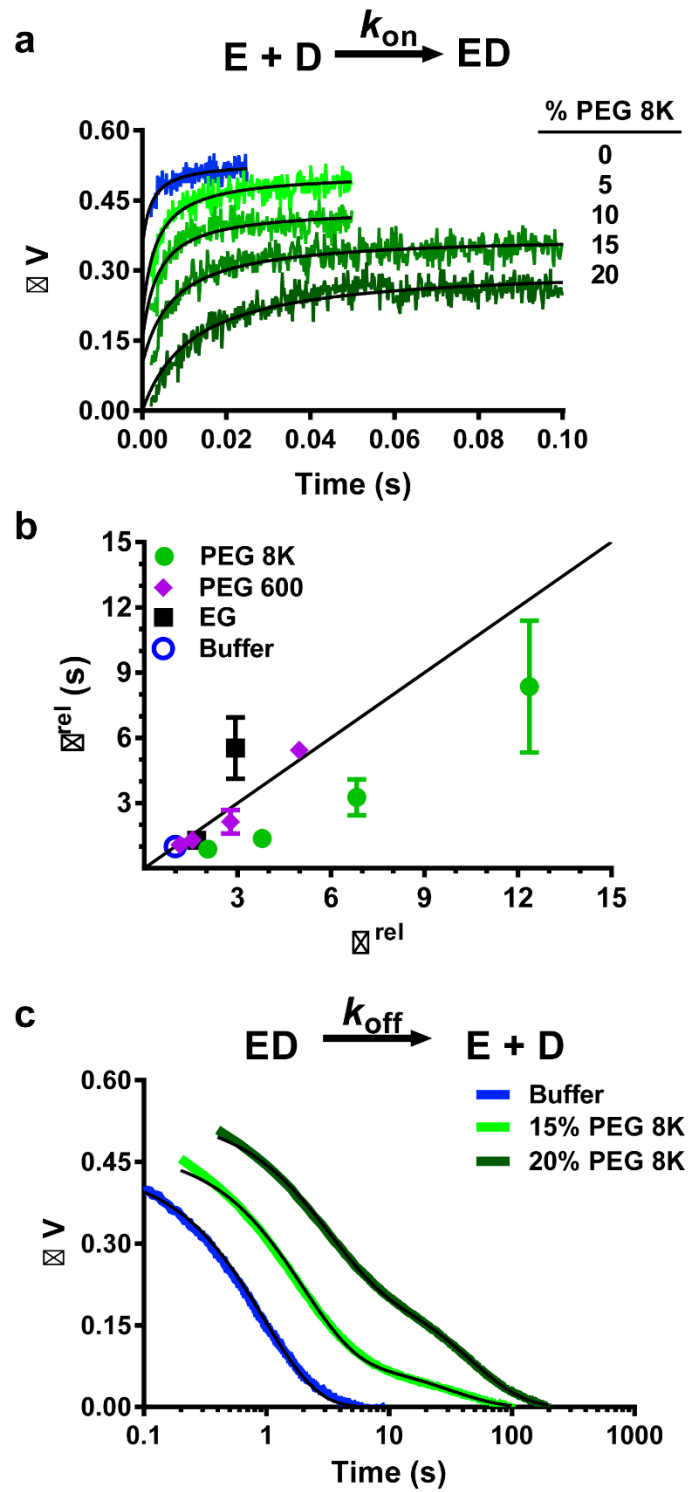 a
k_on
E + D → ED
% PEG 8K
0
5
10
15
20
0.60
0.45
0.30
0.15
0.00
☒ V
0.00 0.02 0.04 0.06 0.08 0.10
Time (s)
b
PEG 8K
PEG 600
EG
Buffer
15
12
9
6
3
☒^rel (s)
3 6 9 12 15
☒^rel
c
k_off
ED → E + D
Buffer
15% PEG 8K
20% PEG 8K
0.60
0.45
0.30
0.15
0.00
☒ V
0.1 1 10 100 1000
Time (s)